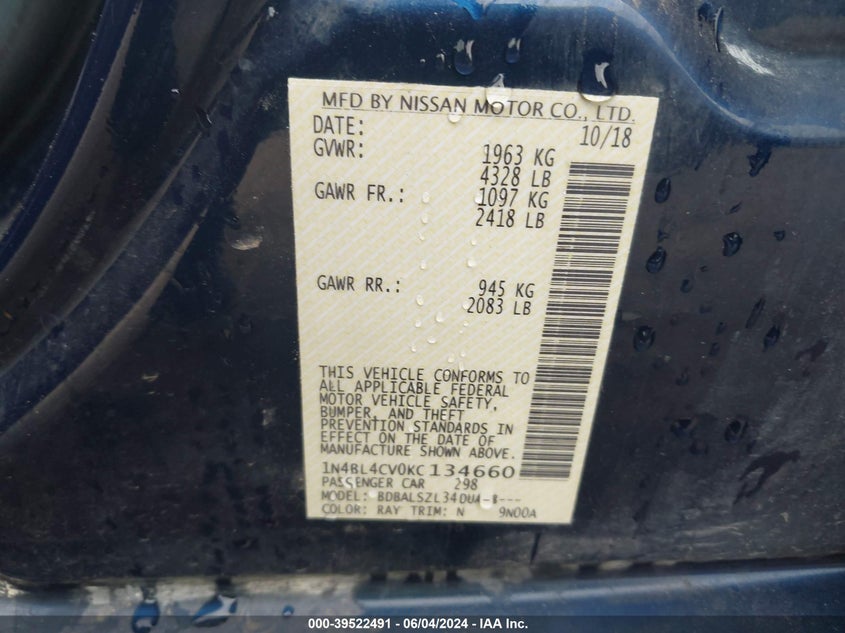 MFD BY NISSAN MOTOR CO., LTD.
DATE: 10/18
GVWR: 1963 KG
4328 LB
GAWR FR.: 1097 KG
2418 LB
GAWR RR.: 945 KG
2083 LB
THIS VEHICLE CONFORMS TO
ALL APPLICABLE FEDERAL
MOTOR VEHICLE SAFETY,
BUMPER, AND THEFT
PREVENTION STANDARDS IN
EFFECT ON THE DATE OF
MANUFACTURE SHOWN ABOVE.
1N4BL4CV0KC134660
PASSENGER CAR 298
MODEL:
COLOR: RAY TRIM: N 9N00A
000-39522491 - 06/04/2024 - IAA Inc.